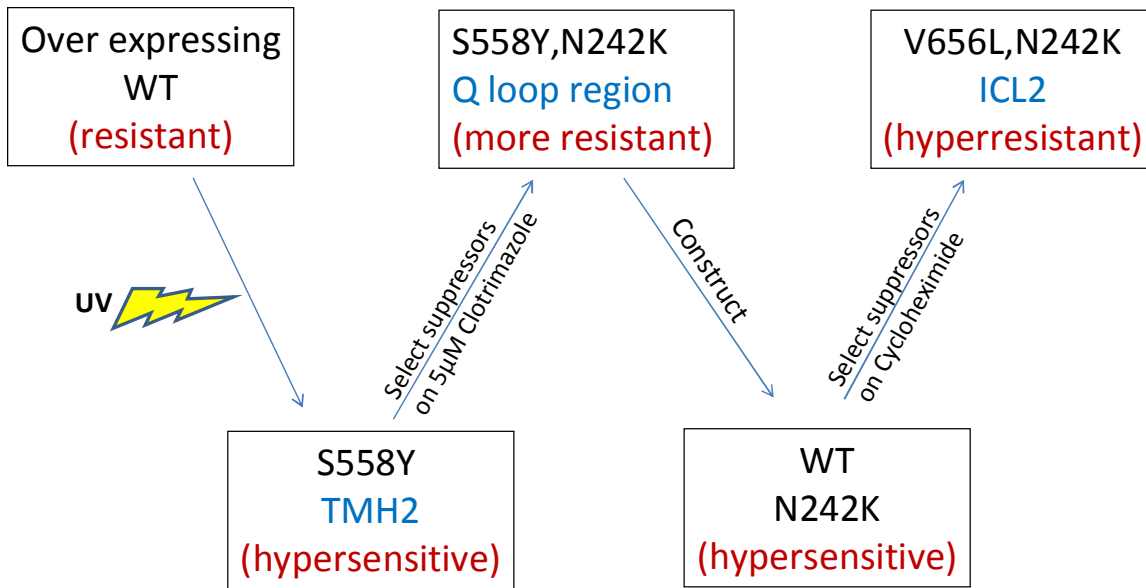 Over expressing
WT
(resistant)
S558Y,N242K
Q loop region
(more resistant)
V656L,N242K
ICL2
(hyperresistant)
UV
Select suppressors
on 5µM Clotrimazole
Construct
Select suppressors
on Cycloheximide
S558Y
TMH2
(hypersensitive)
WT
N242K
(hypersensitive)